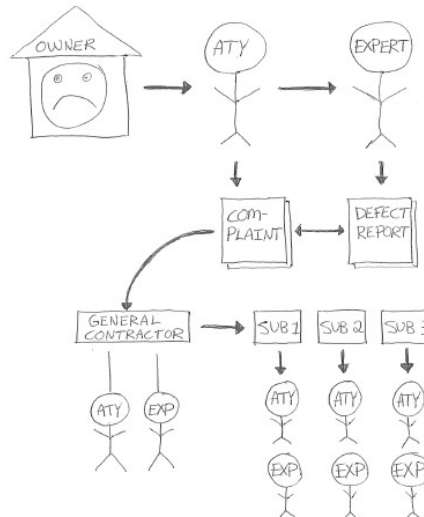 OWNER
ATY
EXPERT
COM-
PLAINT
DEFECT
REPORT
GENERAL
CONTRACTOR
SUB 1
SUB 2
SUB 3
ATY
EXP
ATY
ATY
ATY
EXP
EXP
EXP